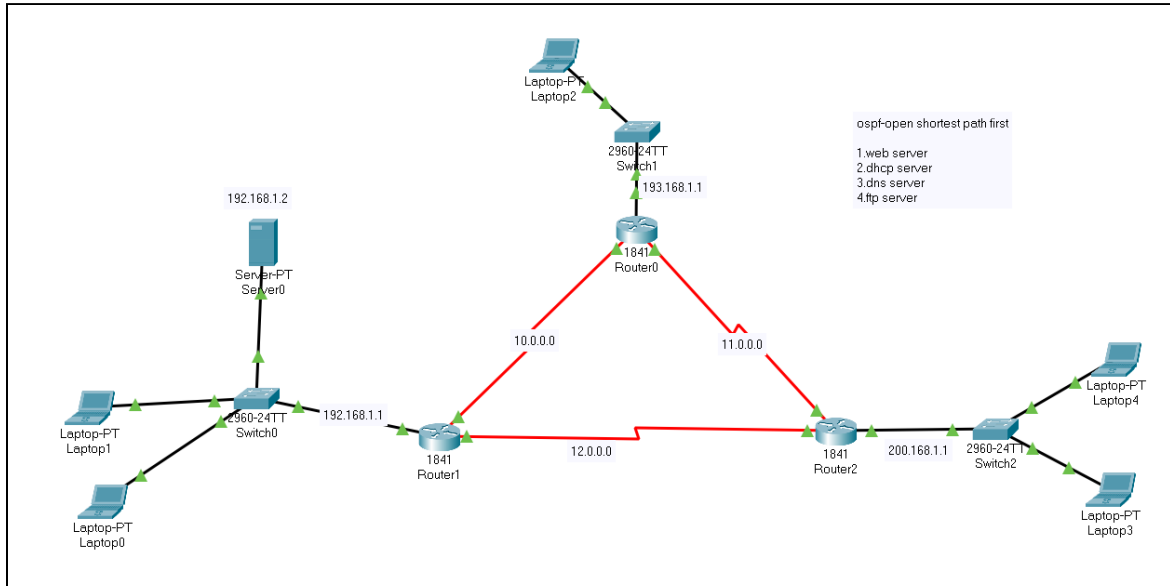 Laptop-PT
Laptop2
ospf-open shortest path first
1.web server
2.dhcp server
3.dns server
4.ftp server
2960-24TT
Switch1
193.168.1.1
192.168.1.2
1841
Router0
Server-PT
Server0
10.0.0.0
11.0.0.0
Laptop-PT
Laptop4
2960-24TT
Switch0
192.168.1.1
Laptop-PT
Laptop1
1841
Router1
12.0.0.0
1841
Router2
200.168.1.1
2960-24TT
Switch2
Laptop-PT
Laptop0
Laptop-PT
Laptop3